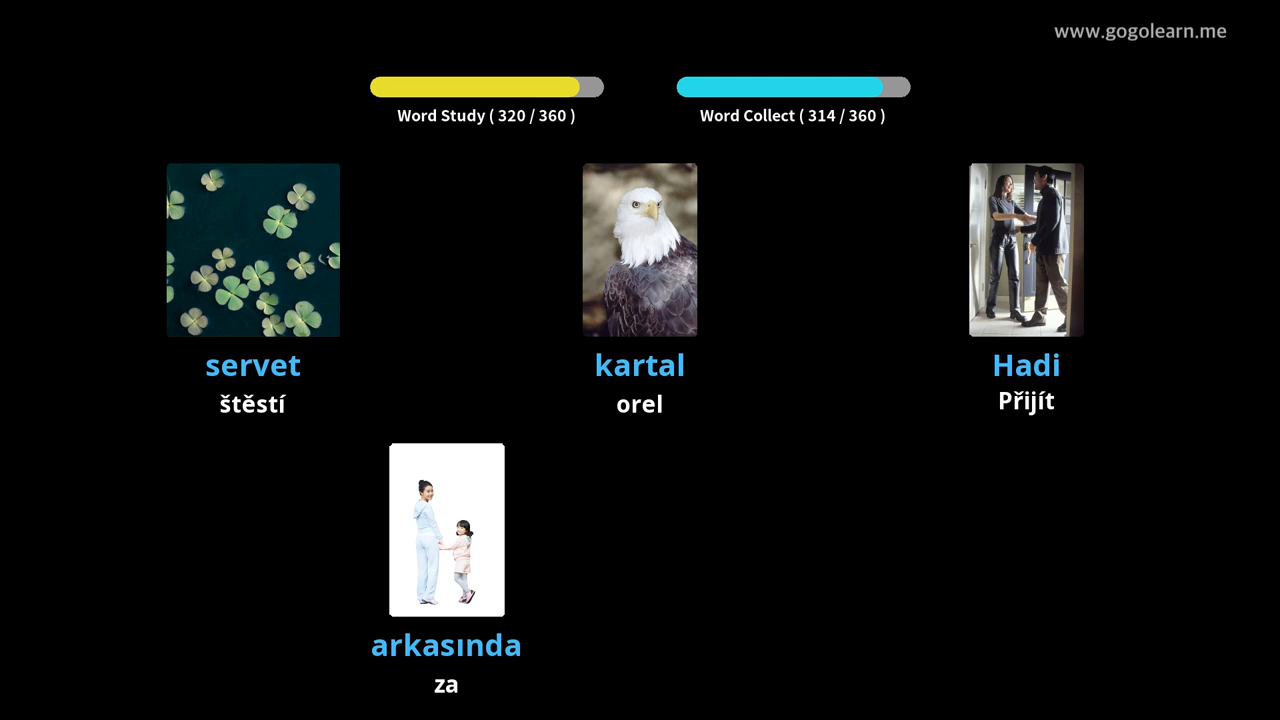 www.gogolearn.me
Word Study ( 320 / 360 )
Word Collect ( 314 / 360 )
servet
štěstí
kartal
orel
Hadi
Přijít
arkasında
za